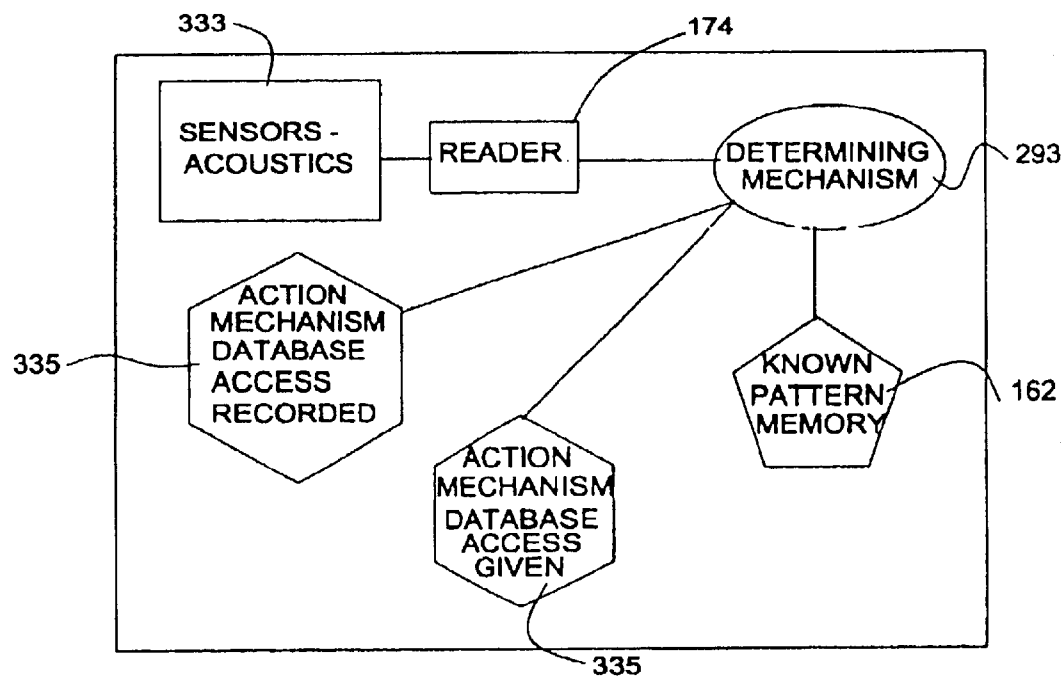 333
174
SENSORS -
ACOUSTICS
READER
DETERMINING
MECHANISM
293
ACTION
MECHANISM
DATABASE
ACCESS
RECORDED
335
KNOWN
PATTERN
MEMORY
162
ACTION
MECHANISM
DATABASE
ACCESS
GIVEN
335